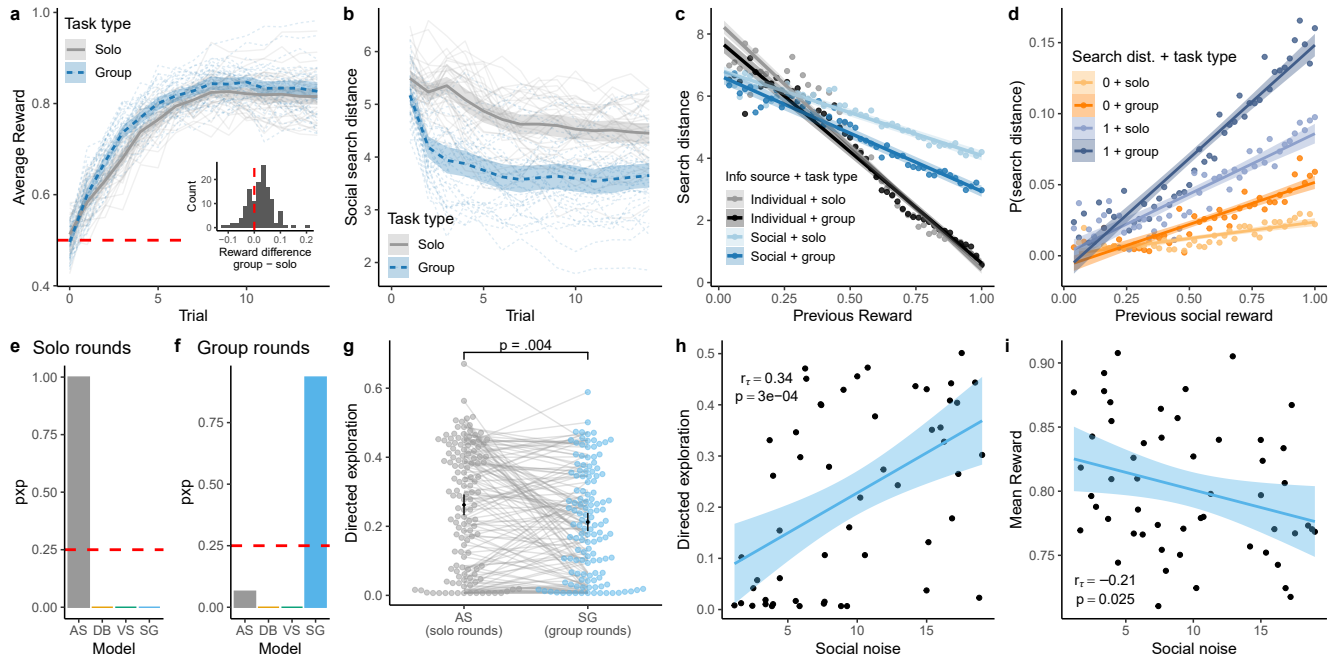 a
Average Reward
1.0
0.8
0.6
0.4
0
5
10
Trial
Task type
Solo
Group
Count
20
10
0
−0.1
0.0
0.1
0.2
Reward difference
group − solo
b
Social search distance
6
5
4
3
2
0
5
10
Trial
Task type
Solo
Group
c
Search distance
8
6
4
2
0
0.00
0.25
0.50
0.75
1.00
Previous Reward
Info source + task type
Individual + solo
Individual + group
Social + solo
Social + group
d
P(search distance)
0.15
0.10
0.05
0.00
0.00
0.25
0.50
0.75
1.00
Previous social reward
Search dist. + task type
0 + solo
0 + group
1 + solo
1 + group
e Solo rounds
pxp
1.00
0.75
0.50
0.25
0.00
AS DB VS SG
Model
f Group rounds
pxp
0.75
0.50
0.25
0.00
AS DB VS SG
Model
g
Directed exploration
0.6
0.4
0.2
0.0
p = .004
AS
(solo rounds)
SG
(group rounds)
h
Directed exploration
0.5
0.4
0.3
0.2
0.1
0.0
rτ = 0.34
p = 3e−04
5
10
15
Social noise
i
Mean Reward
0.90
0.85
0.80
0.75
rτ = −0.21
p = 0.025
5
10
15
Social noise